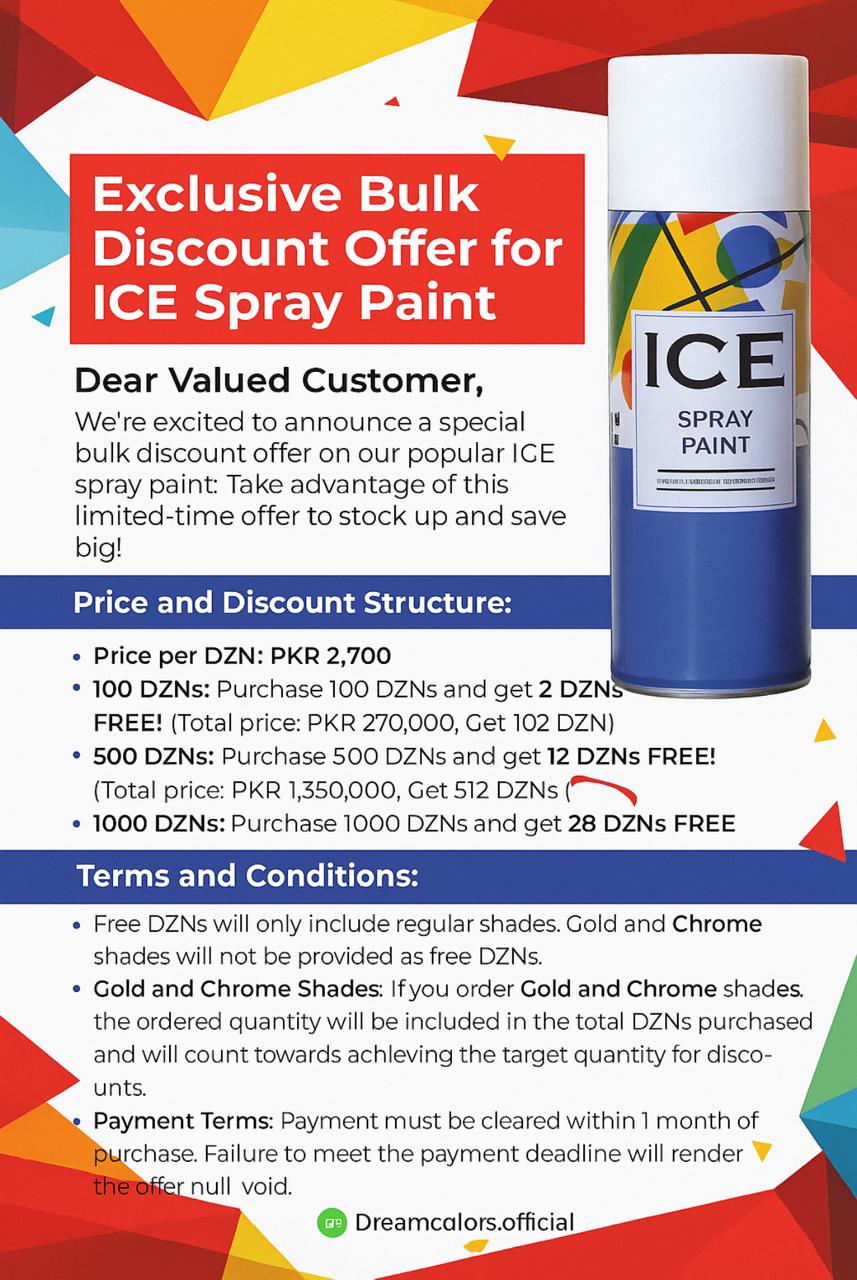 Exclusive Bulk
Discount Offer for
ICE Spray Paint
ICE
SPRAY
PAINT
Dear Valued Customer,
We're excited to announce a special
bulk discount offer on our popular IGE
spray paint: Take advantage of this
limited-time offer to stock up and save
big!
Price and Discount Structure:
• Price per DZN: PKR 2,700
• 100 DZNs: Purchase 100 DZNs and get 2 DZNs
FREE! (Total price: PKR 270,000, Get 102 DZN)
• 500 DZNs: Purchase 500 DZNs and get 12 DZNs FREE!
(Total price: PKR 1,350,000, Get 512 DZNs (
• 1000 DZNs: Purchase 1000 DZNs and get 28 DZNs FREE
Terms and Conditions:
• Free DZNs will only include regular shades. Gold and Chrome
shades will not be provided as free DZNs.
• Gold and Chrome Shades: If you order Gold and Chrome shades.
the ordered quantity will be included in the total DZNs purchased
and will count towards achleving the target quantity for disco-
unts.
• Payment Terms: Payment must be cleared within 1 month of
purchase. Failure to meet the payment deadline will render
the offer null void.
Dreamcalors.official